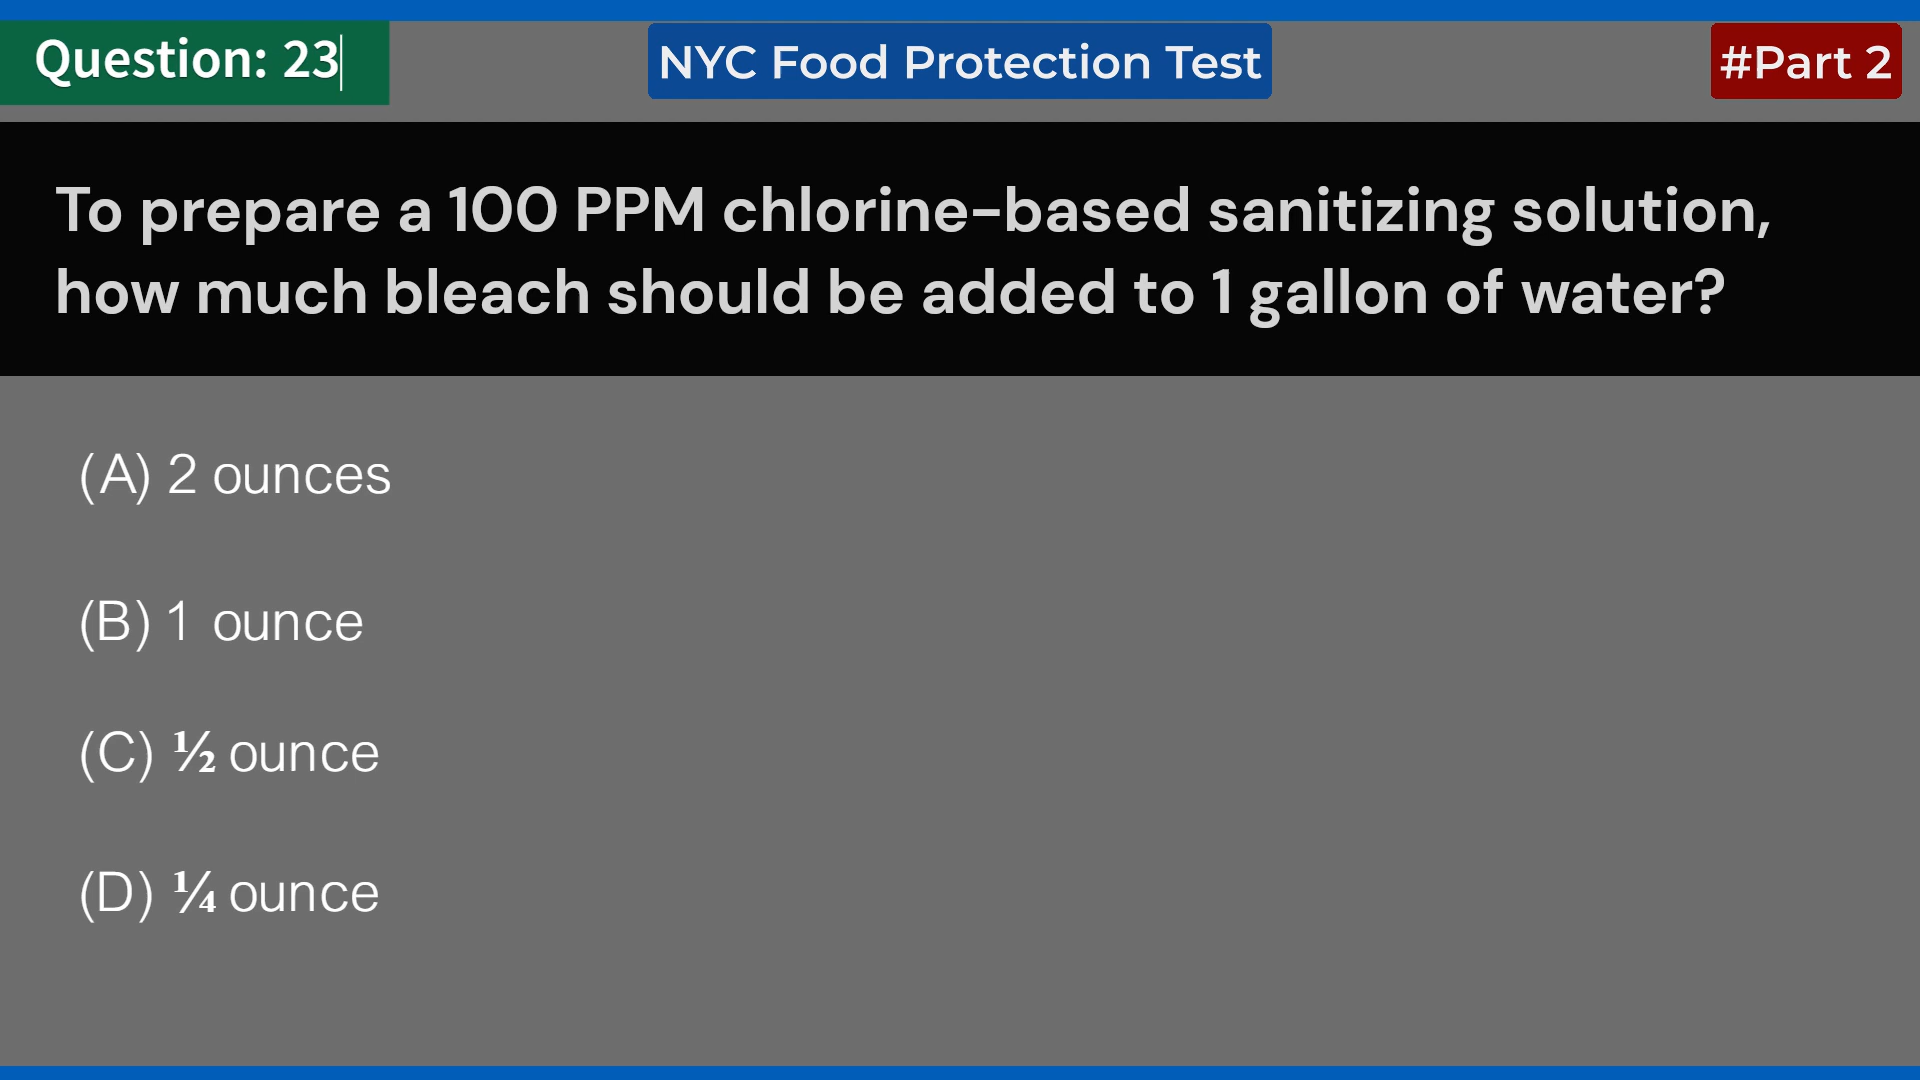 Question: 23
NYC Food Protection Test
#Part 2
To prepare a 100 PPM chlorine-based sanitizing solution,
how much bleach should be added to 1 gallon of water?
(A) 2 ounces
(B) 1 ounce
(C) ½ ounce
(D) ¼ ounce